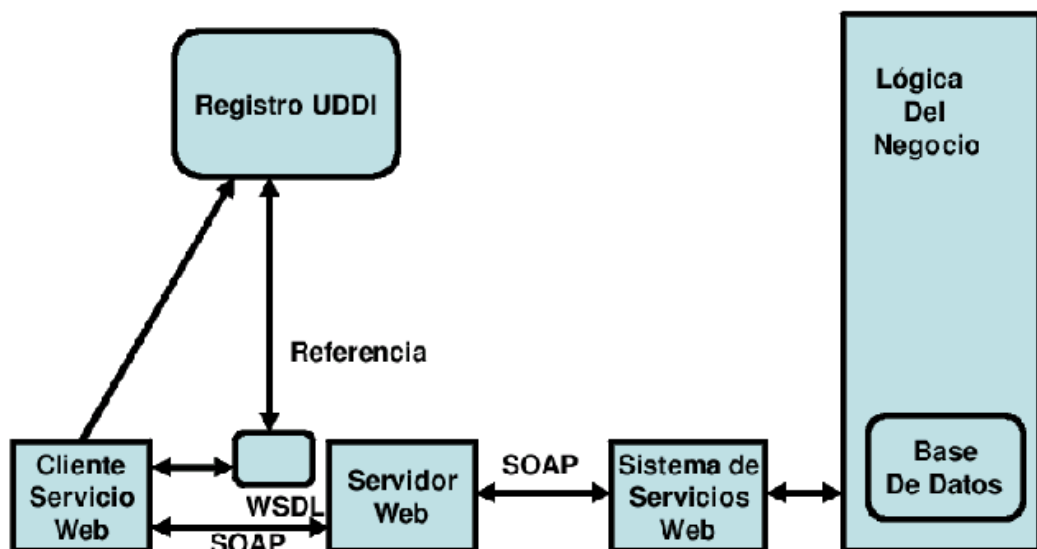 Registro UDDI
Lógica
Del
Negocio
Referencia
Cliente
Servicio
Web
WSDL
SOAP
Servidor
Web
SOAP
Sistema de
Servicios
Web
Base
De Datos